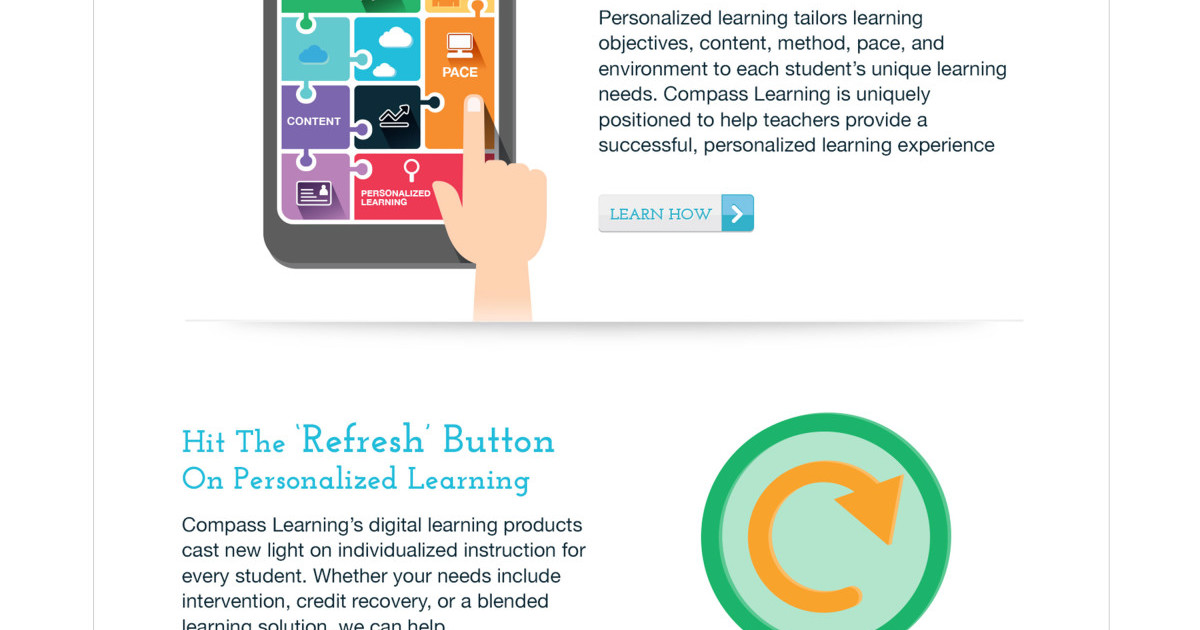 PACE
CONTENT
PERSONALIZED
LEARNING
Personalized learning tailors learning
objectives, content, method, pace, and
environment to each student’s unique learning
needs. Compass Learning is uniquely
positioned to help teachers provide a
successful, personalized learning experience
LEARN HOW
Hit The ‘Refresh’ Button
On Personalized Learning
Compass Learning’s digital learning products
cast new light on individualized instruction for
every student. Whether your needs include
intervention, credit recovery, or a blended
learning solution, we can help.